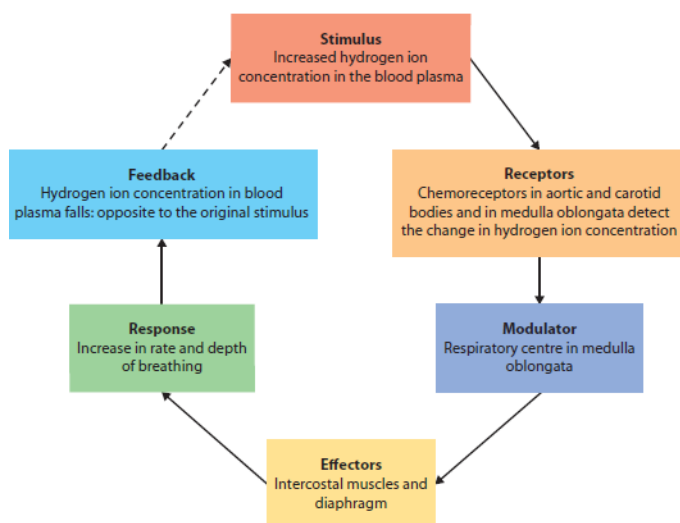 Stimulus
Increased hydrogen ion
concentration in the blood plasma
Receptors
Chemoreceptors in aortic and carotid
bodies and in medulla oblongata detect
the change in hydrogen ion concentration
Modulator
Respiratory centre in medulla
oblongata
Effectors
Intercostal muscles and
diaphragm
Response
Increase in rate and depth
of breathing
Feedback
Hydrogen ion concentration in blood
plasma falls: opposite to the original stimulus